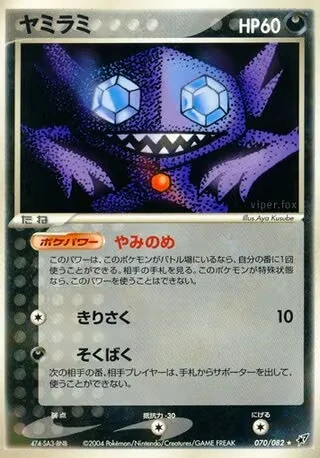 ヤミラミ HP60
viper.fox
たね
Illus.Aya Kusube
ポケパワー やみのめ
このパワーは、このポケモンがバトル場にいるなら、自分の番に1回
使うことができる。相手の手札を見る。このポケモンが特殊状態
なら、このパワーを使うことはできない。
きりさく 10
そくばく
次の相手の番、相手プレイヤーは、手札からサポーターを出して
使えない。
弱点 抵抗力 -30 にげる
070/082 ★
474-SA3-BNB ©2004 Pokémon/Nintendo/Creatures/GAME FREAK